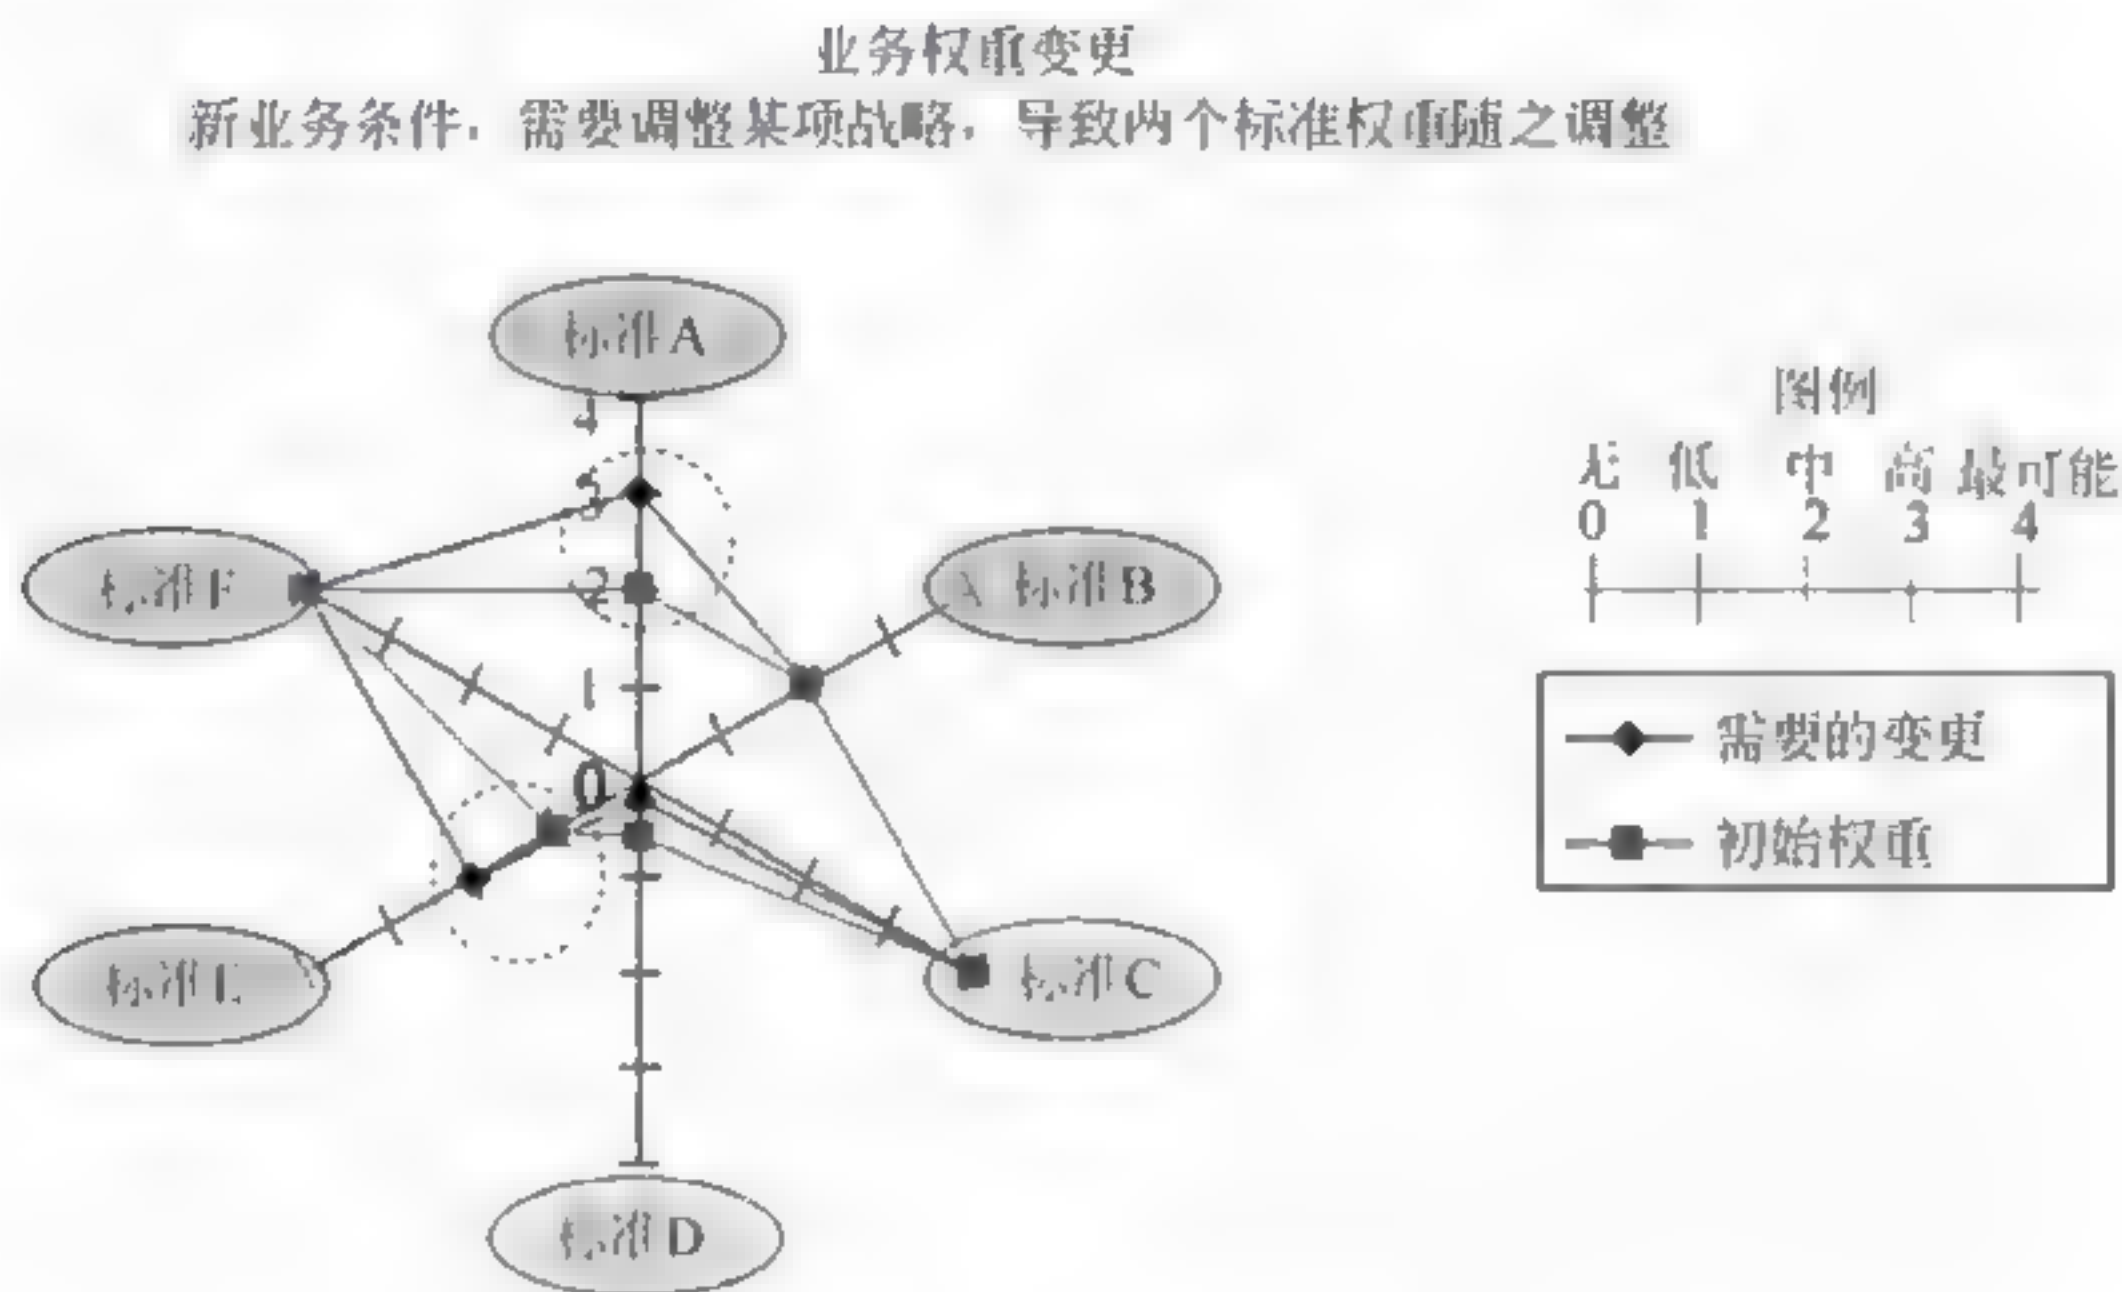 业务权重变更
新业务条件，需要调整某项战略，导致两个标准权重随之调整
标准A
4
3
2
1
0
标准B
标准C
标准D
标准E
标准F
图例
无 低 中 高 最可能
0 1 2 3 4
需要的变更
初始权重